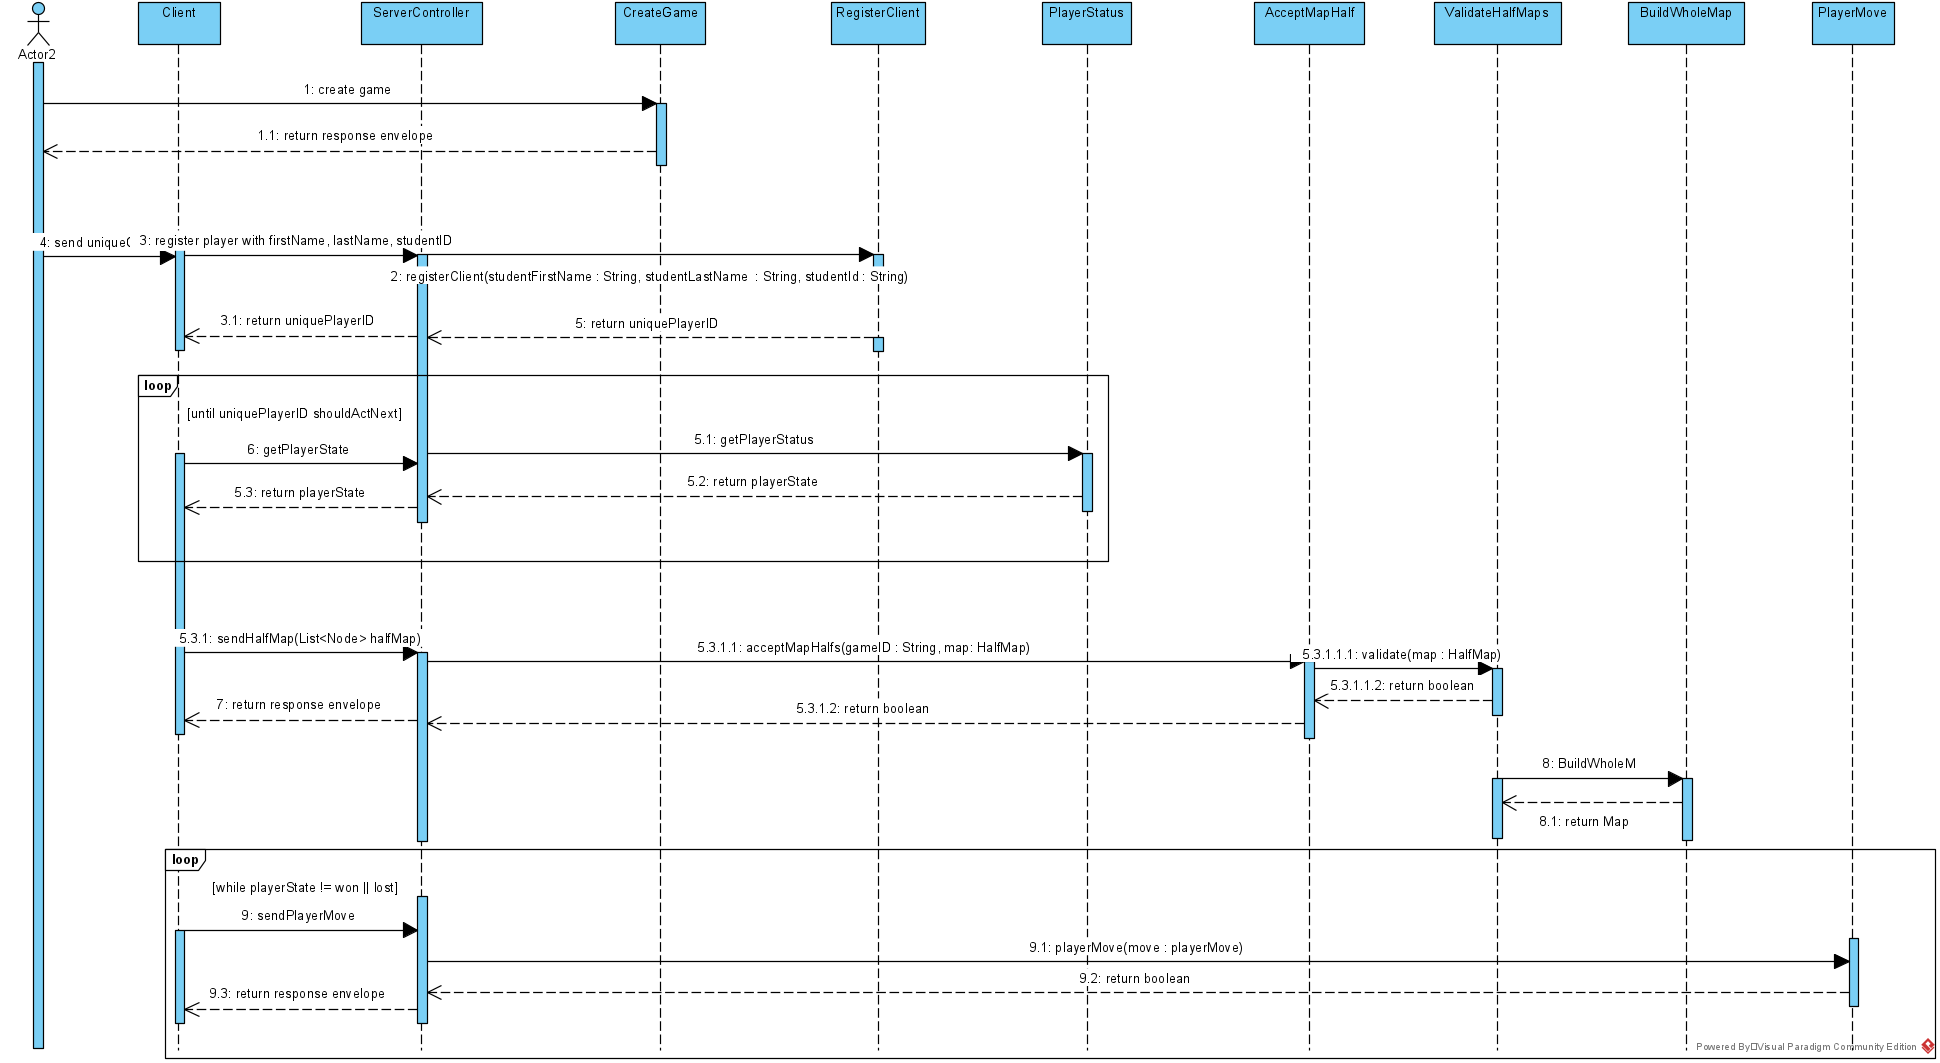 Client
ServerController
CreateGame
RegisterClient
PlayerStatus
AcceptMapHalf
ValidateHalfMaps
BuildWholeMap
PlayerMove
Actor2
1: create game
1.1: return response envelope
4: send unique
3: register player with firstName, lastName, studentID
2: registerClient(studentFirstName : String, studentLastName : String, studentId : String)
3.1: return uniquePlayerID
5: return uniquePlayerID
loop
[until uniquePlayerID shouldActNext]
6: getPlayerState
5.1: getPlayerStatus
5.2: return playerState
5.3: return playerState
5.3.1: sendHalfMap(List<Node> halfMap)
5.3.1.1: acceptMapHalfs(gameID : String, map: HalfMap)
5.3.1.1.1: validate(map : HalfMap)
5.3.1.1.2: return boolean
7: return response envelope
5.3.1.2: return boolean
8: BuildWholeM
8.1: return Map
loop
[while playerState != won || lost]
9: sendPlayerMove
9.1: playerMove(move : playerMove)
9.2: return boolean
9.3: return response envelope
Powered By Visual Paradigm Community Edition